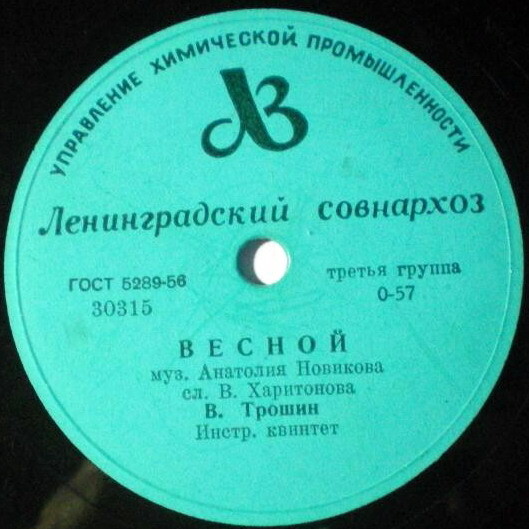 УПРАВЛЕНИЕ ХИМИЧЕСКОЙ ПРОМЫШЛЕННОСТИ
ЛЗ
Ленинградский совнархоз
ГОСТ 5289-56
30315
третья группа
0-57
ВЕСНОЙ
муз. Анатолия Новикова
сл. В. Харитонова
В. Трошин
Инстр. квинтет